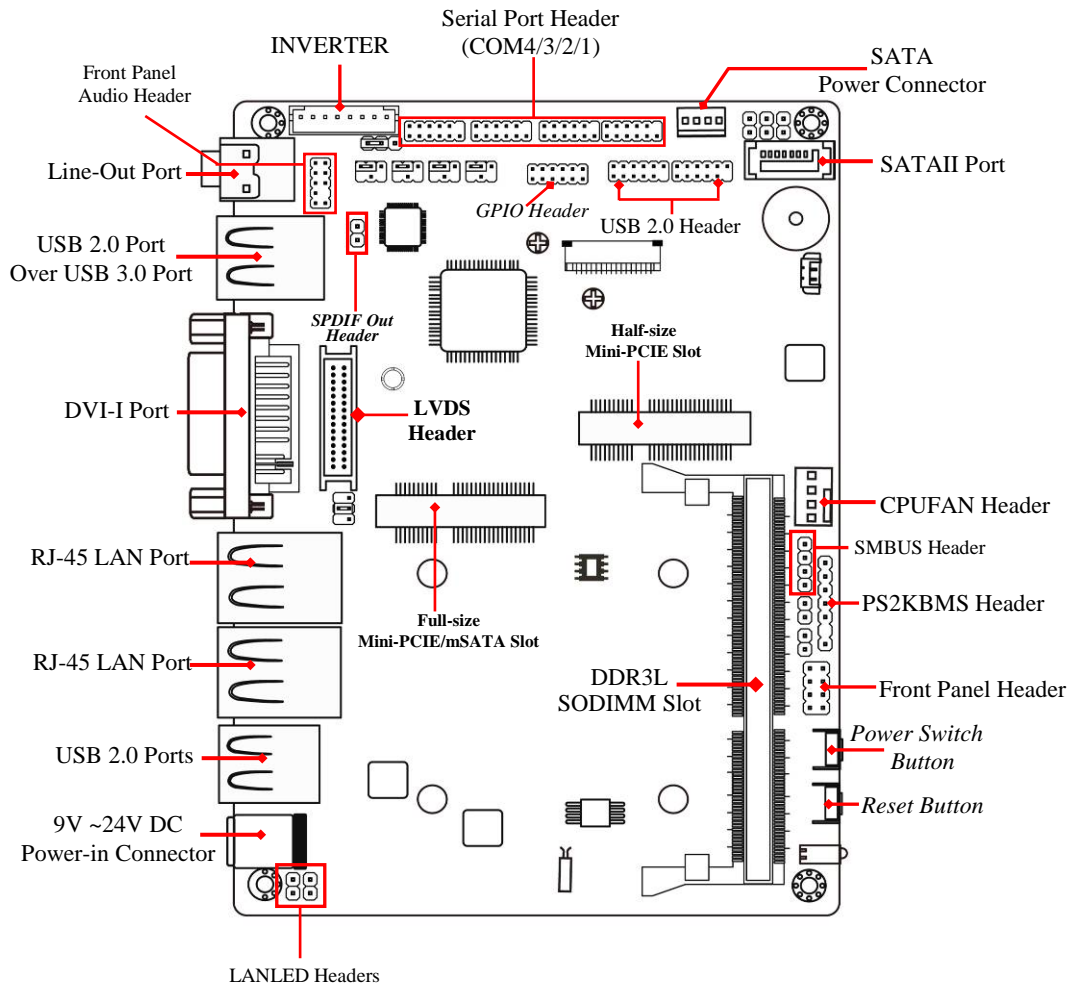 Serial Port Header
(COM4/3/2/1)
INVERTER
SATA
Power Connector
Front Panel
Audio Header
Line-Out Port
SATAII Port
GPIO Header
USB 2.0 Header
USB 2.0 Port
Over USB 3.0 Port
SPDIF Out
Header
Half-size
Mini-PCIE Slot
DVI-I Port
LVDS
Header
CPUFAN Header
RJ-45 LAN Port
SMBUS Header
PS2KBMS Header
Full-size
Mini-PCIE/mSATA Slot
RJ-45 LAN Port
DDR3L
SODIMM Slot
Front Panel Header
USB 2.0 Ports
Power Switch
Button
Reset Button
9V ~24V DC
Power-in Connector
LANLED Headers